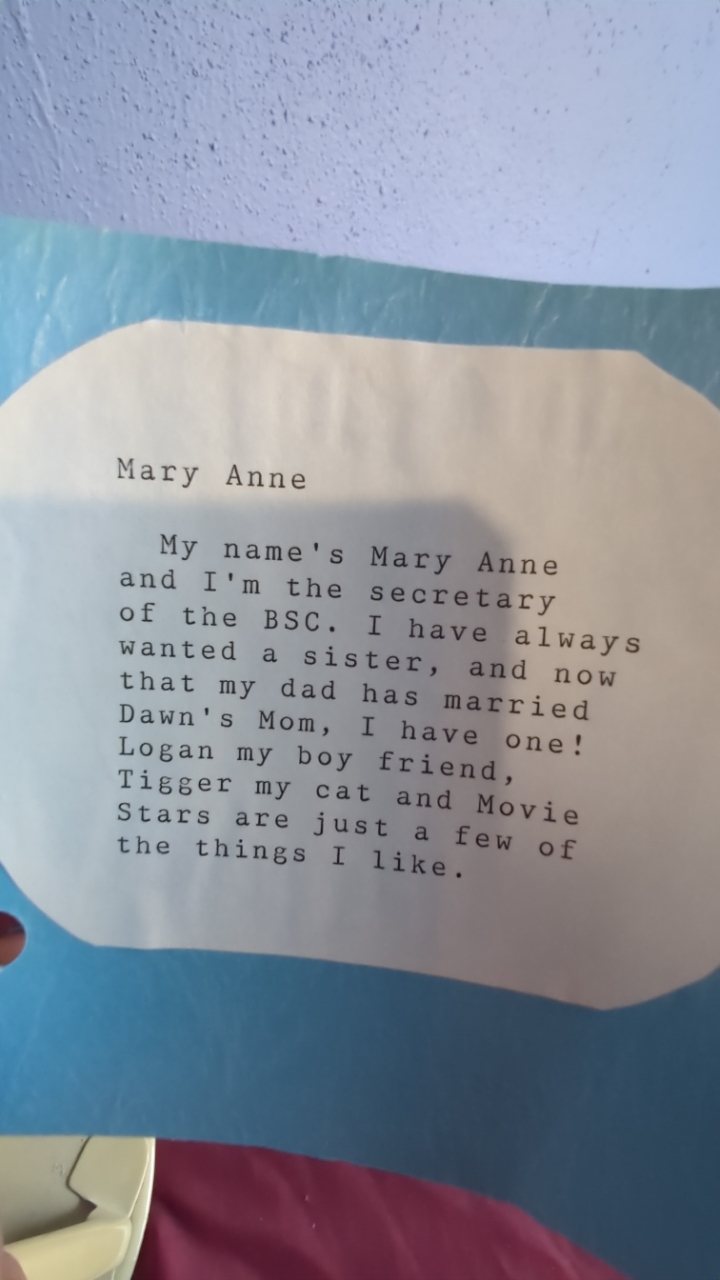 Mary Anne
My name's Mary Anne
and I'm the secretary
of the BSC. I have always
wanted a sister, and now
that my dad has married
Dawn's Mom, I have one!
Logan my boy friend,
Tigger my cat and Movie
Stars are just a few of
the things I like.